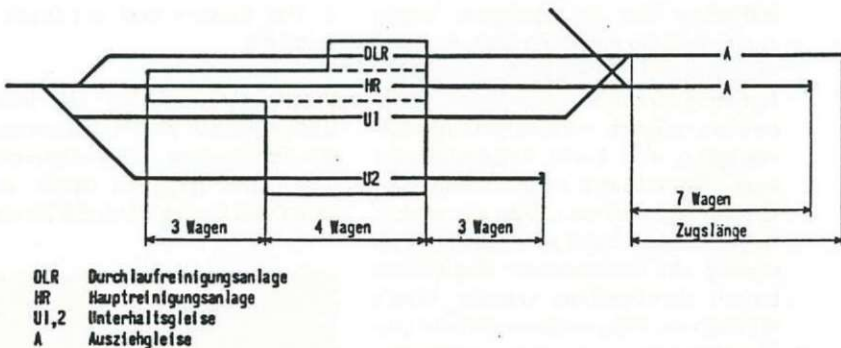 DLR A
HR A
U1
U2
7 Wagen
3 Wagen 4 Wagen 3 Wagen Zugslänge
DLR Durchlaufreinigungsanlage
HR Hauptreinigungsanlage
U1,2 Unterhaltsgleise
A Ausziehgleise